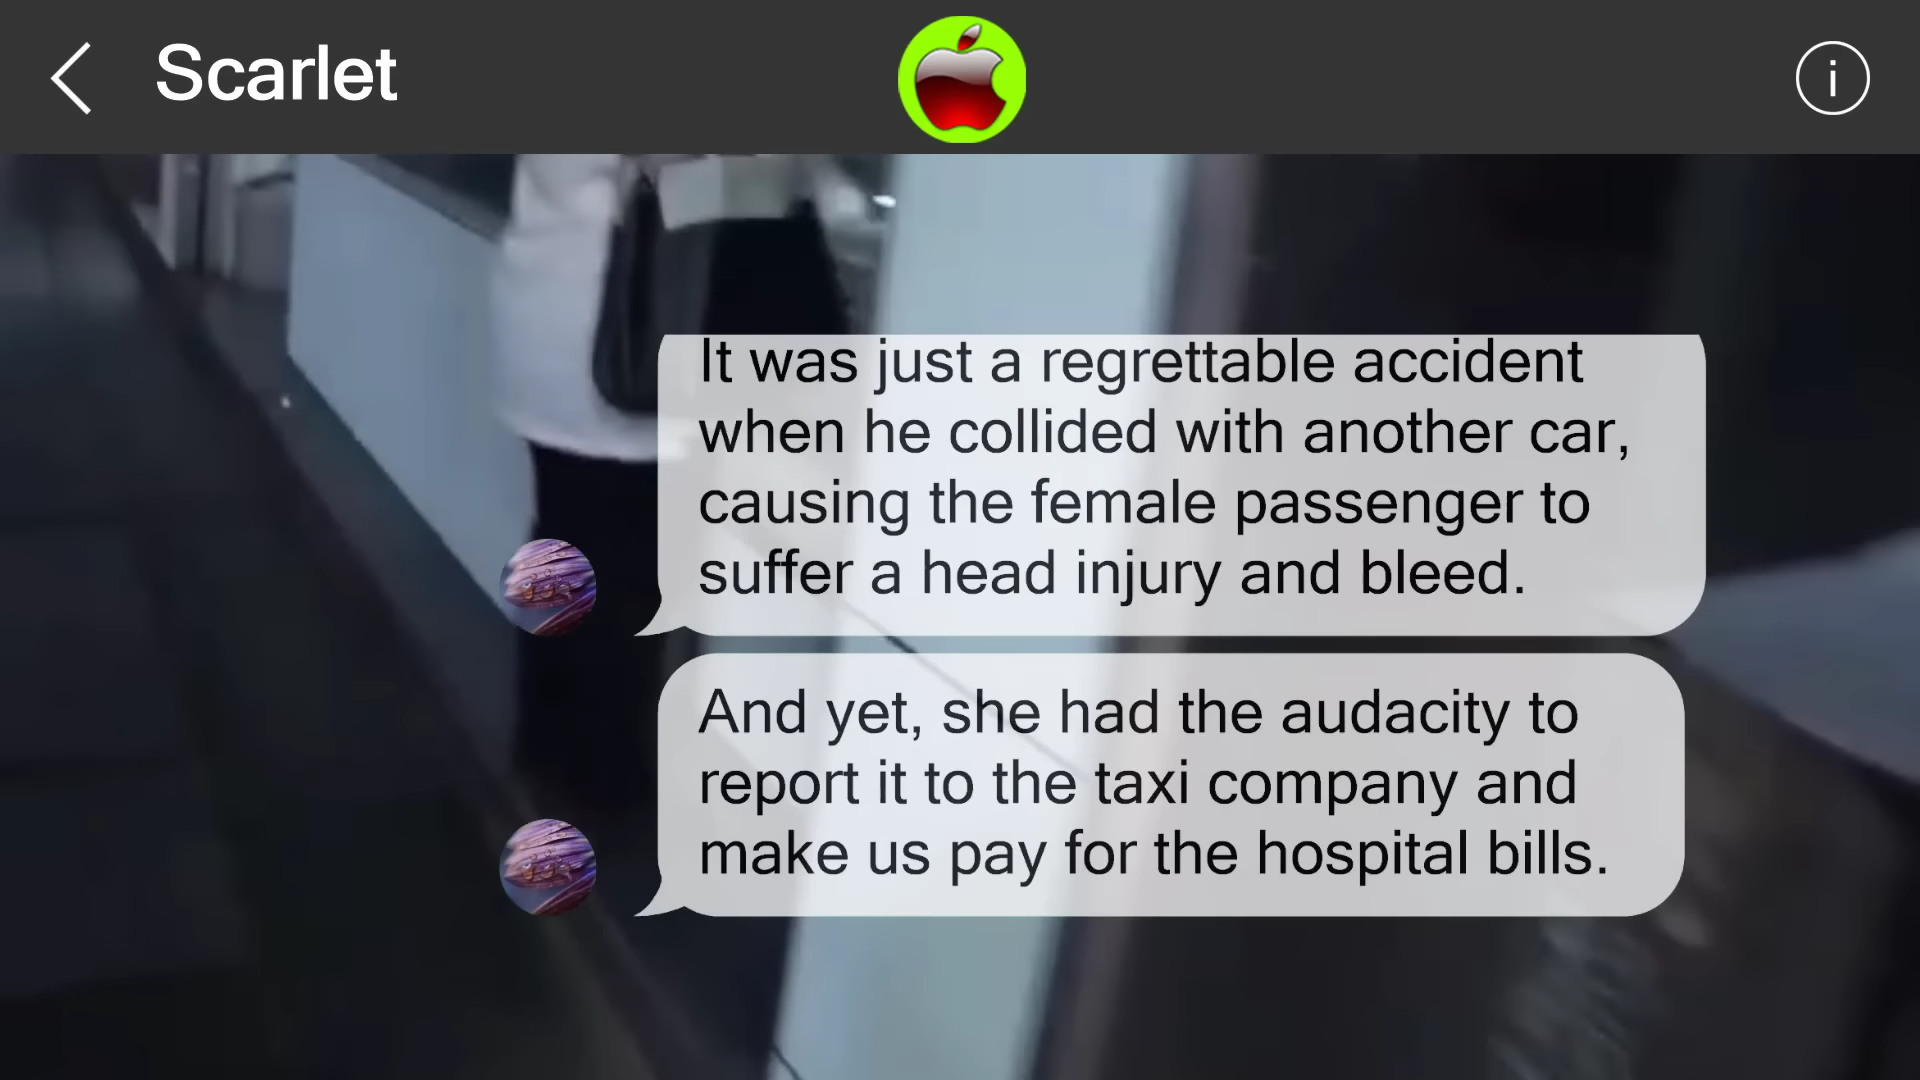 Scarlet
i
It was just a regrettable accident
when he collided with another car,
causing the female passenger to
suffer a head injury and bleed.
And yet, she had the audacity to
report it to the taxi company and
make us pay for the hospital bills.